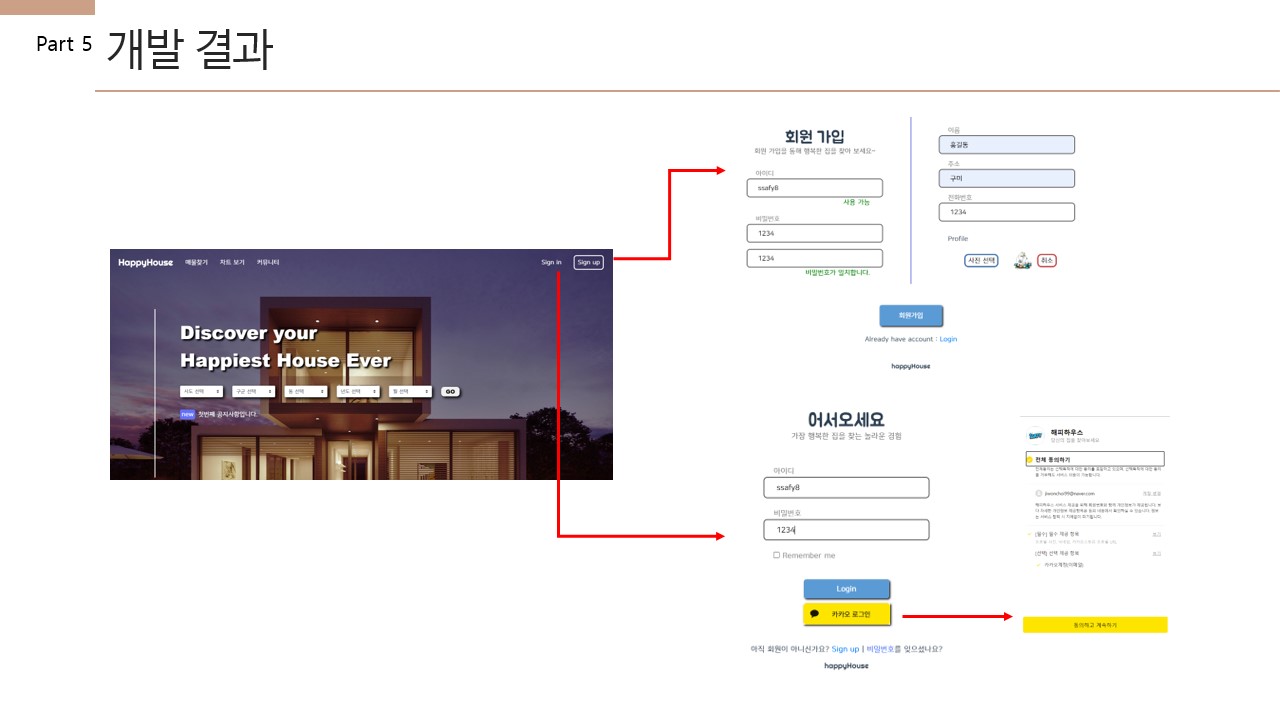 Part 5 개발 결과
HappyHouse 매물찾기 차트 보기 커뮤니티 Sign in Sign up
Discover your
Happiest House Ever
시도 선택 구군 선택 동 선택 년도 선택 월 선택 GO
new 첫번째 공지사항입니다.
회원 가입
회원 가입을 통해 행복한 집을 찾아 보세요~
아이디
ssafy8
사용 가능
비밀번호
1234
1234
비밀번호가 일치합니다.
이름
홍길동
주소
구미
전화번호
1234
Profile
사진 선택 취소
회원가입
Already have account : Login
happyHouse
어서오세요
가장 행복한 집을 찾는 놀라운 경험
아이디
ssafy8
비밀번호
1234
Remember me
Login
카카오 로그인
아직 회원이 아니신가요? Sign up | 비밀번호를 잊으셨나요?
happyHouse
해피하우스
당신의 집을 찾아보세요
전체 동의하기
[필수] 필수 제공 항목 보기
[선택] 선택 제공 항목 보기
카카오계정(이메일)
동의하고 계속하기